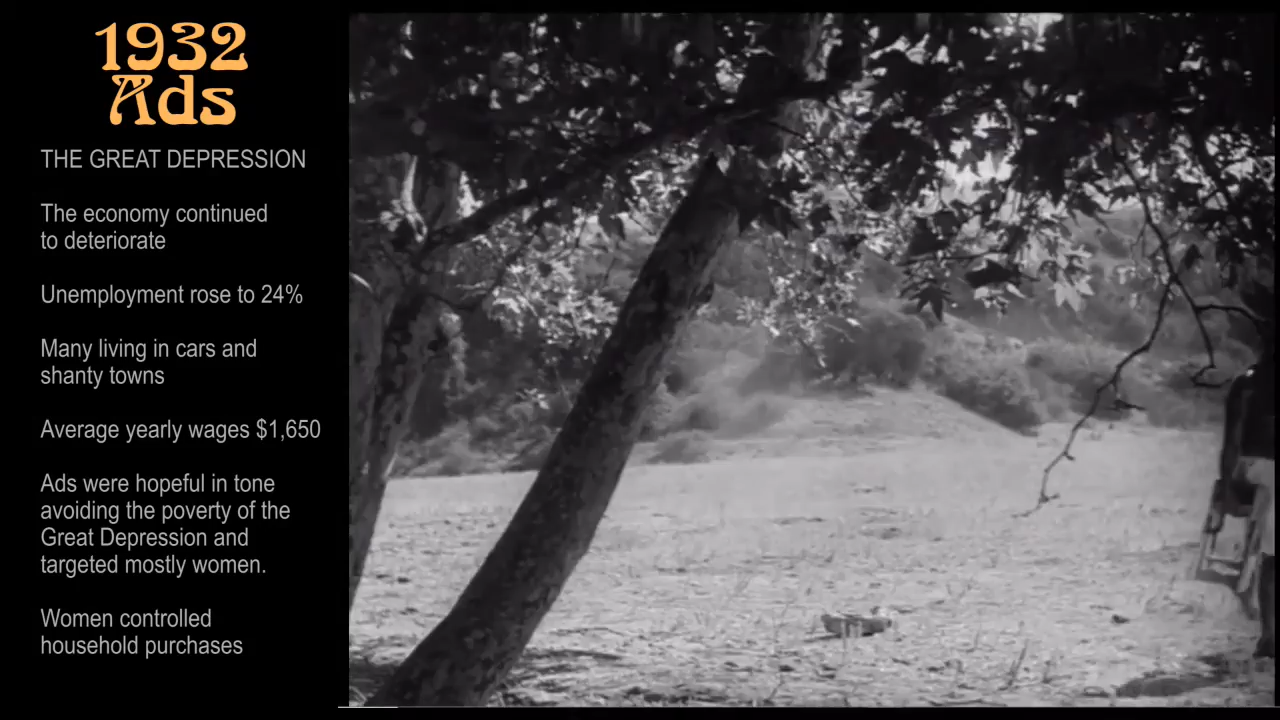 1932
Ads
THE GREAT DEPRESSION
The economy continued
to deteriorate
Unemployment rose to 24%
Many living in cars and
shanty towns
Average yearly wages $1,650
Ads were hopeful in tone
avoiding the poverty of the
Great Depression and
targeted mostly women.
Women controlled
household purchases